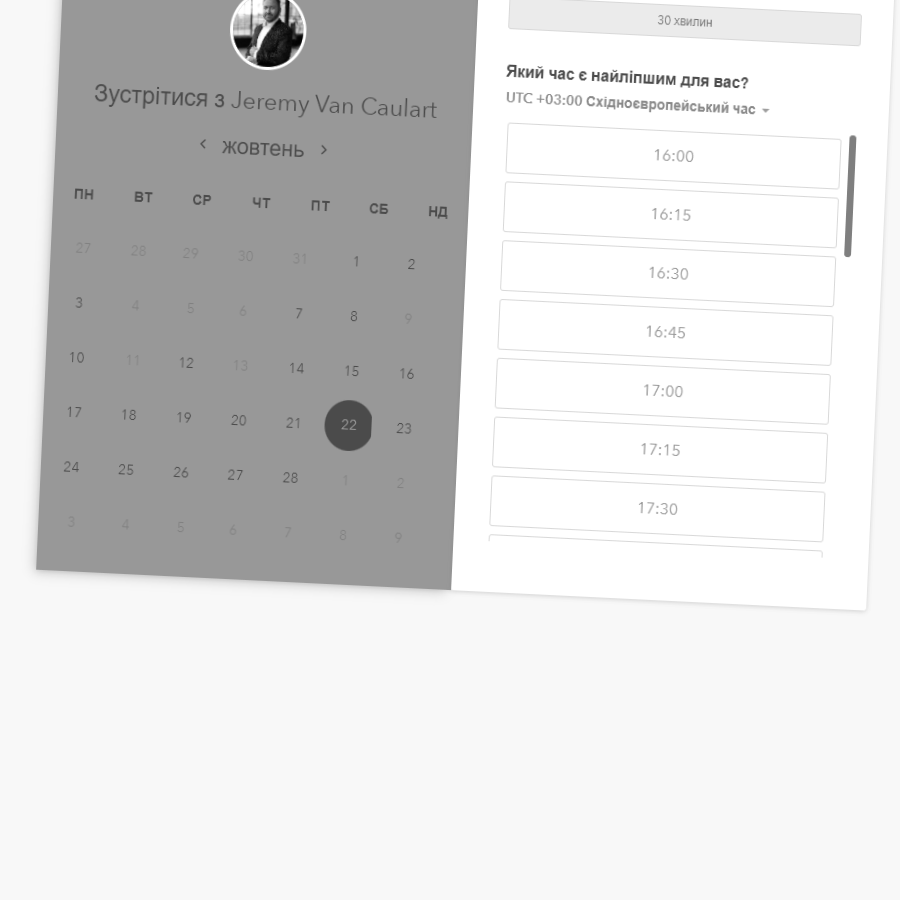 Зустрітися з Jeremy Van Caulart
жовтень
ПН ВТ СР ЧТ ПТ СБ НД
27 28 29 30 31 1 2
3 4 5 6 7 8 9
10 11 12 13 14 15 16
17 18 19 20 21 22 23
24 25 26 27 28 1 2
3 4 5 6 7 8 9
30 хвилин
Який час є найліпшим для вас?
UTC +03:00 Східноєвропейський час
16:00
16:15
16:30
16:45
17:00
17:15
17:30